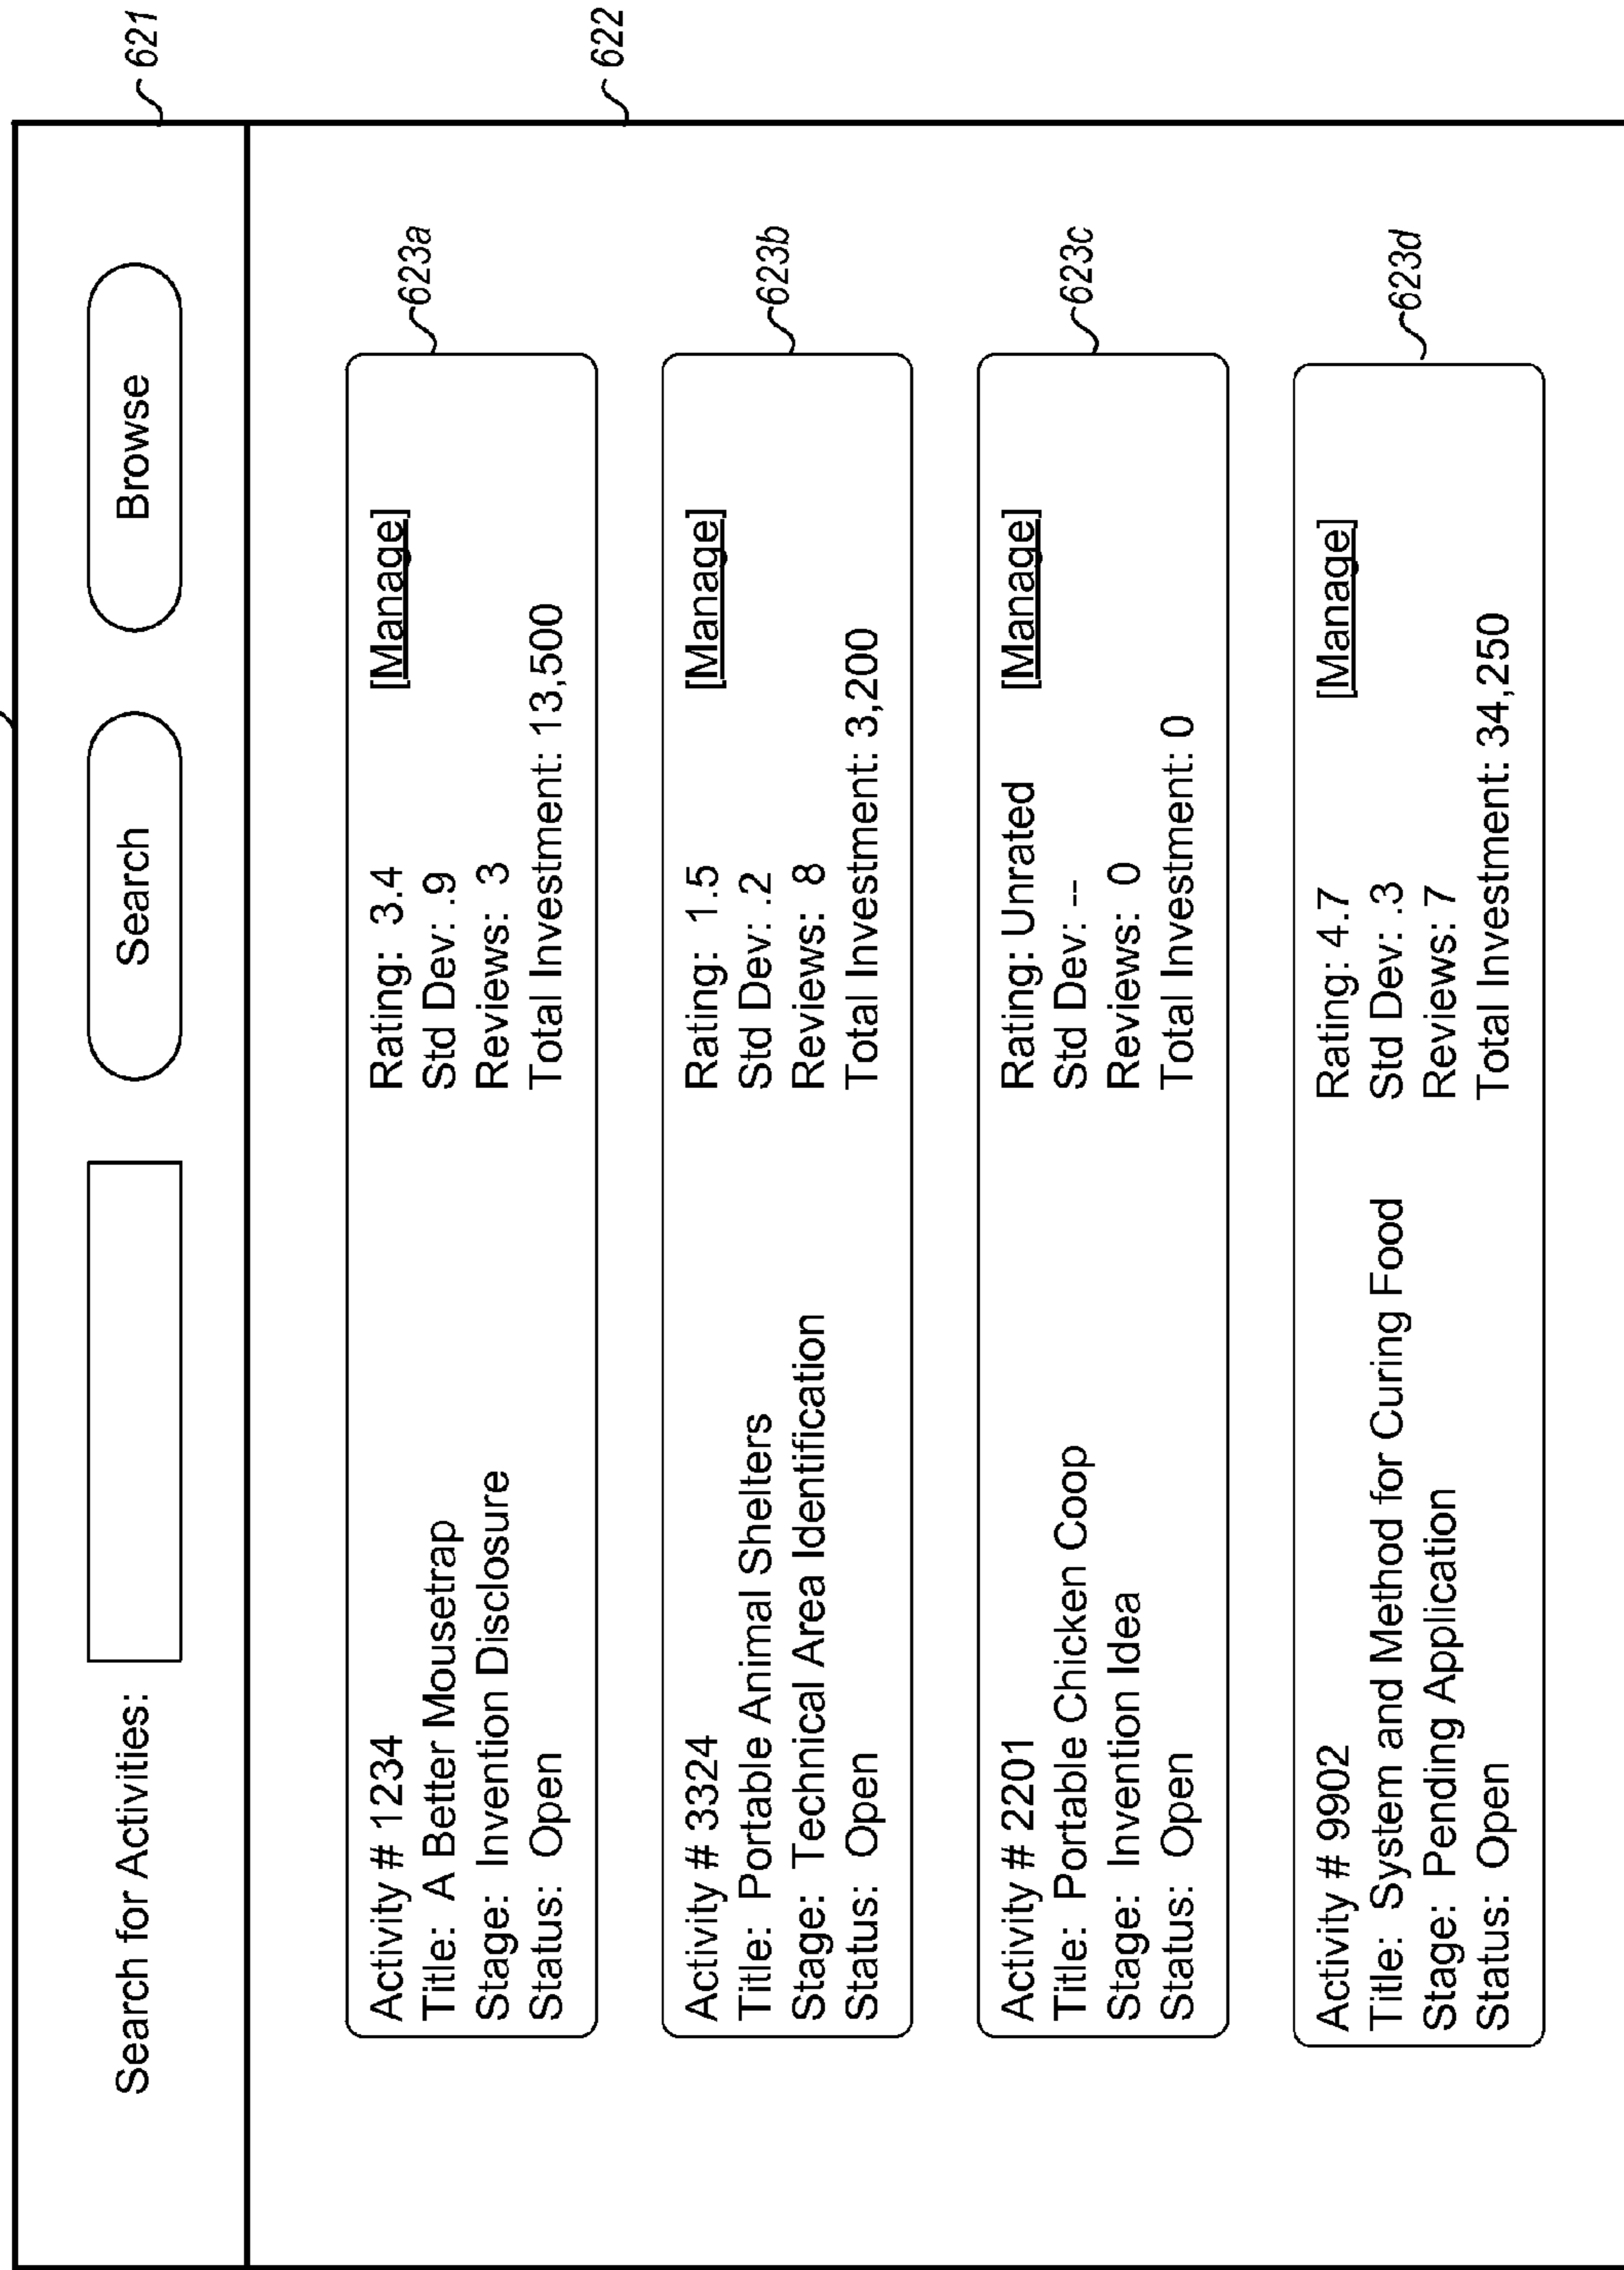 Search for Activities:
Search
Browse
621
622
Activity # 1234
Title: A Better Mousetrap
Stage: Invention Disclosure
Status: Open
Rating: 3.4
Std Dev: .9
Reviews: 3
Total Investment: 13,500
[Manage]
623a
Activity # 3324
Title: Portable Animal Shelters
Stage: Technical Area Identification
Status: Open
Rating: 1.5
Std Dev: .2
Reviews: 8
Total Investment: 3,200
[Manage]
623b
Activity # 2201
Title: Portable Chicken Coop
Stage: Invention Idea
Status: Open
Rating: Unrated
Std Dev: --
Reviews: 0
Total Investment: 0
[Manage]
623c
Activity # 9902
Title: System and Method for Curing Food
Stage: Pending Application
Status: Open
Rating: 4.7
Std Dev: .3
Reviews: 7
Total Investment: 34,250
[Manage]
623d